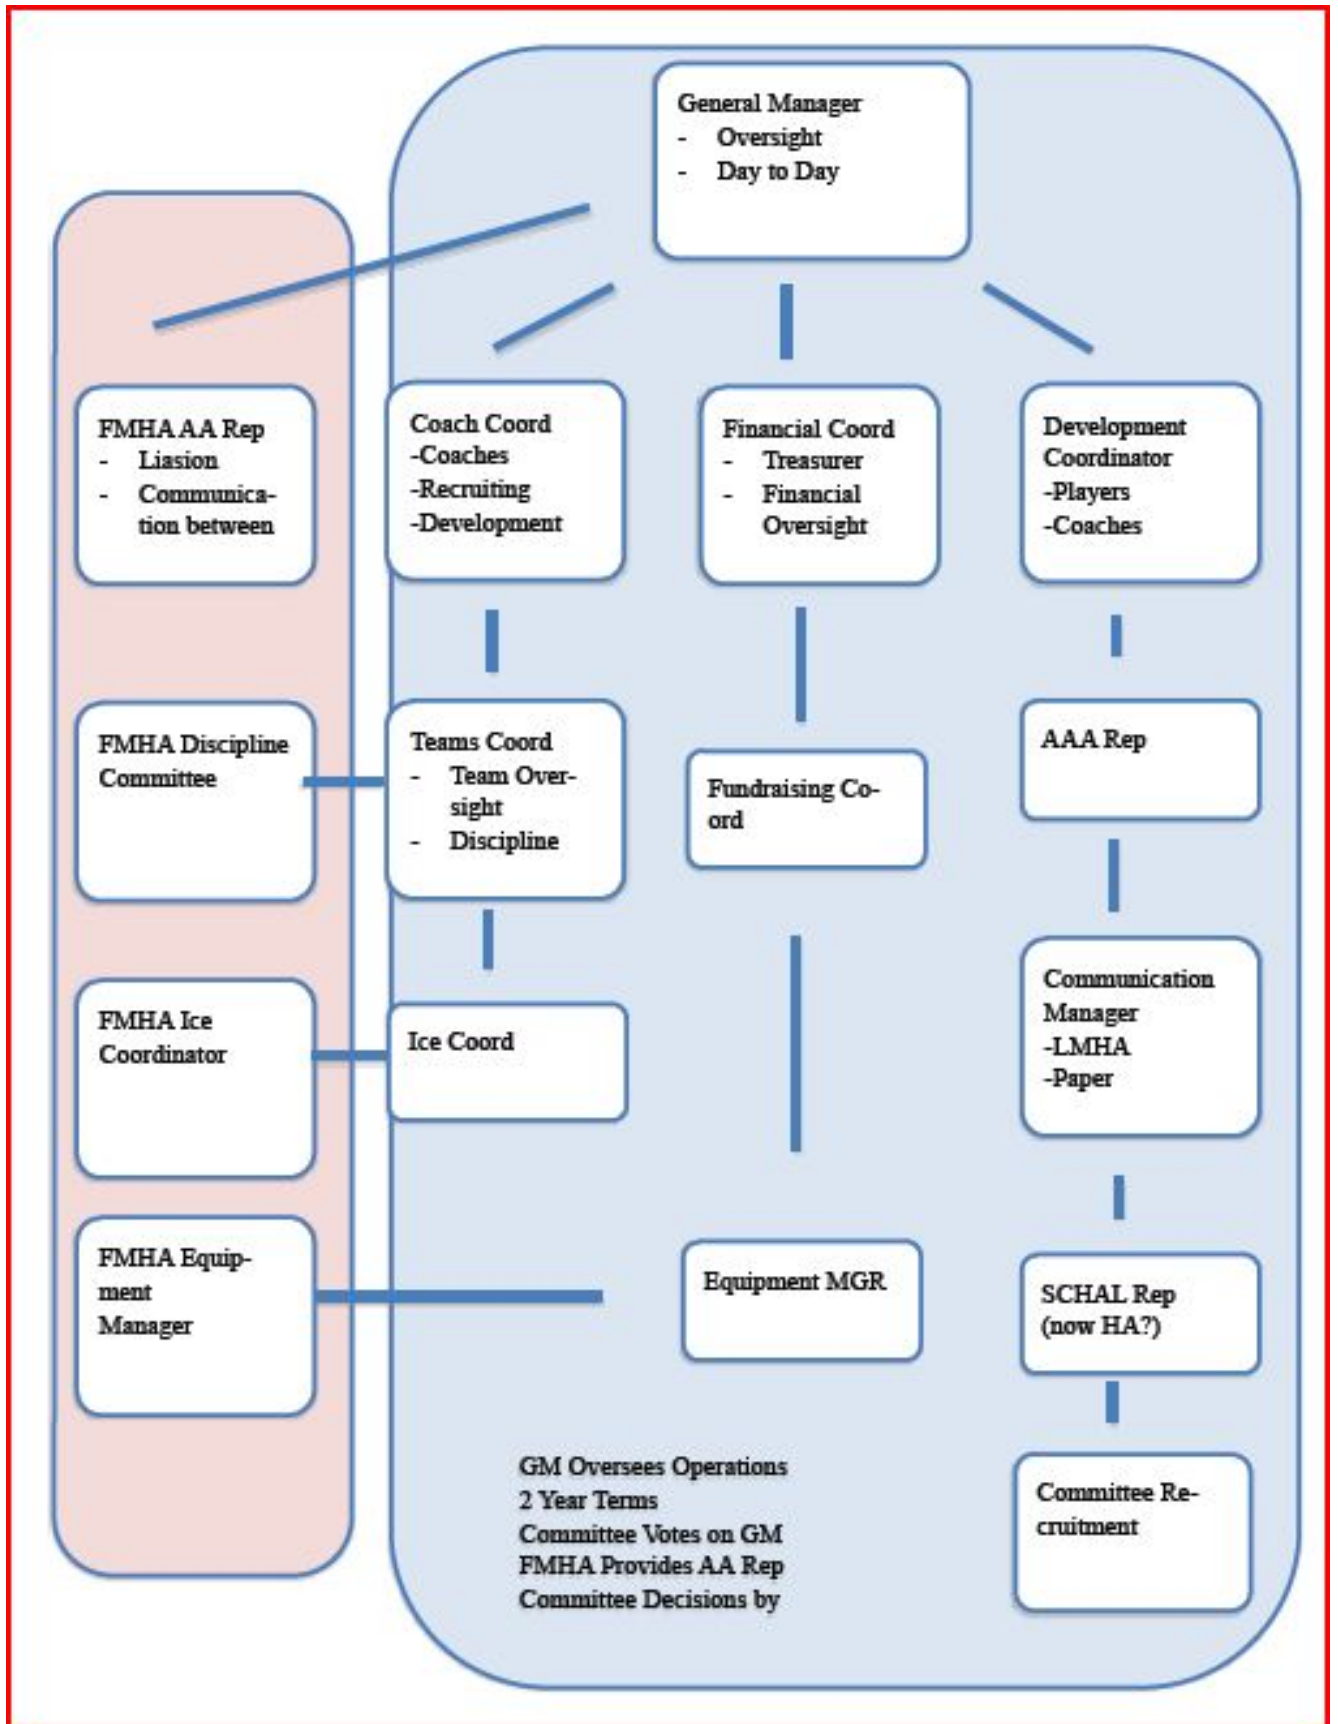 General Manager
- Oversight
- Day to Day
FMHA AA Rep
- Liasion
- Communica-
tion between
Coach Coord
-Coaches
-Recruiting
-Development
Financial Coord
- Treasurer
- Financial
Oversight
Development
Coordinator
-Players
-Coaches
FMHA Discipline
Committee
Teams Coord
- Team Over-
sight
- Discipline
Fundraising Co-
ord
AAA Rep
FMHA Ice
Coordinator
Ice Coord
Communication
Manager
-LMHA
-Paper
FMHA Equip-
ment
Manager
Equipment MGR
SCHAL Rep
(now HA?)
GM Oversees Operations
2 Year Terms
Committee Votes on GM
FMHA Provides AA Rep
Committee Decisions by
Committee Re-
cruitment